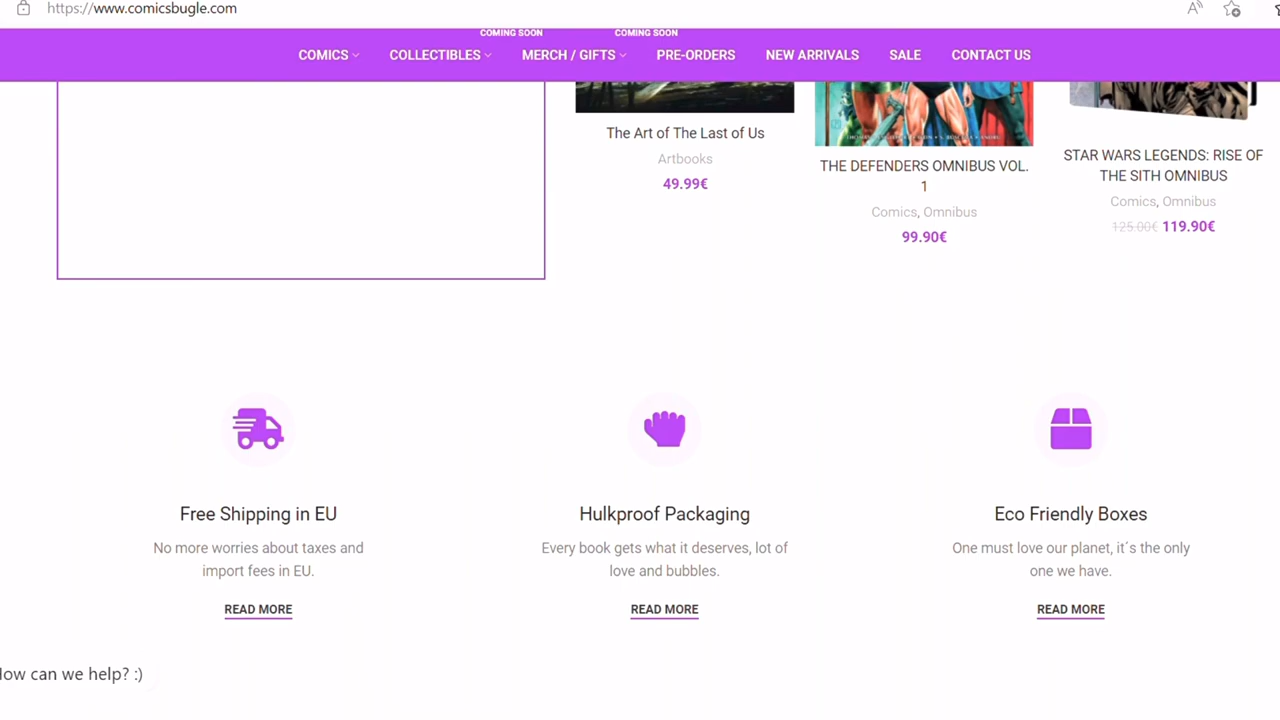 https://www.comicsbugle.com
COMING SOON
COMING SOON
COMICS
COLLECTIBLES
MERCH / GIFTS
PRE-ORDERS
NEW ARRIVALS
SALE
CONTACT US
The Art of The Last of Us
Artbooks
49.99€
THE DEFENDERS OMNIBUS VOL.
1
Comics, Omnibus
99.90€
STAR WARS LEGENDS: RISE OF
THE SITH OMNIBUS
Comics, Omnibus
125.00€ 119.90€
Free Shipping in EU
No more worries about taxes and
import fees in EU.
READ MORE
Hulkproof Packaging
Every book gets what it deserves, lot of
love and bubbles.
READ MORE
Eco Friendly Boxes
One must love our planet, it´s the only
one we have.
READ MORE
How can we help? :)